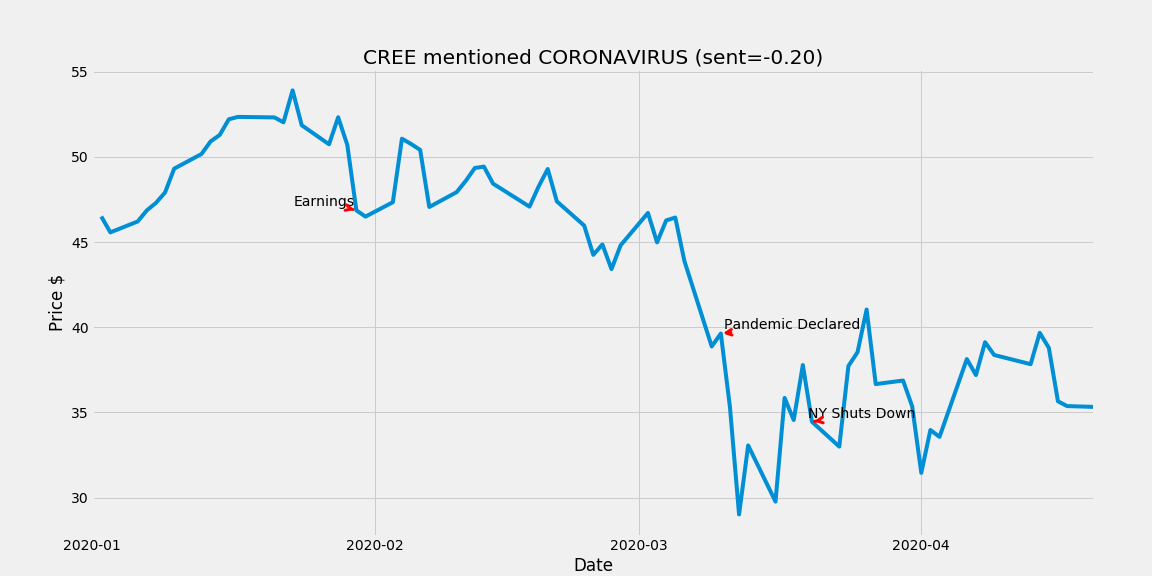 CREE mentioned CORONAVIRUS (sent=-0.20)
55
50
45
40
35
30
Price $
Earnings
Pandemic Declared
NY Shuts Down
2020-01
2020-02
2020-03
2020-04
Date